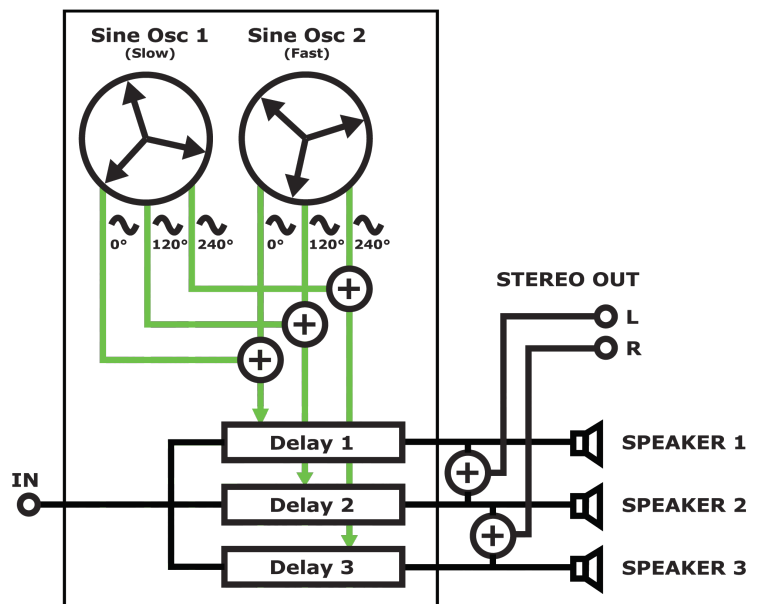 Sine Osc 1
(Slow)
Sine Osc 2
(Fast)
0°
120°
240°
0°
120°
240°
+
+
+
STEREO OUT
L
R
IN
Delay 1
Delay 2
Delay 3
+
+
SPEAKER 1
SPEAKER 2
SPEAKER 3